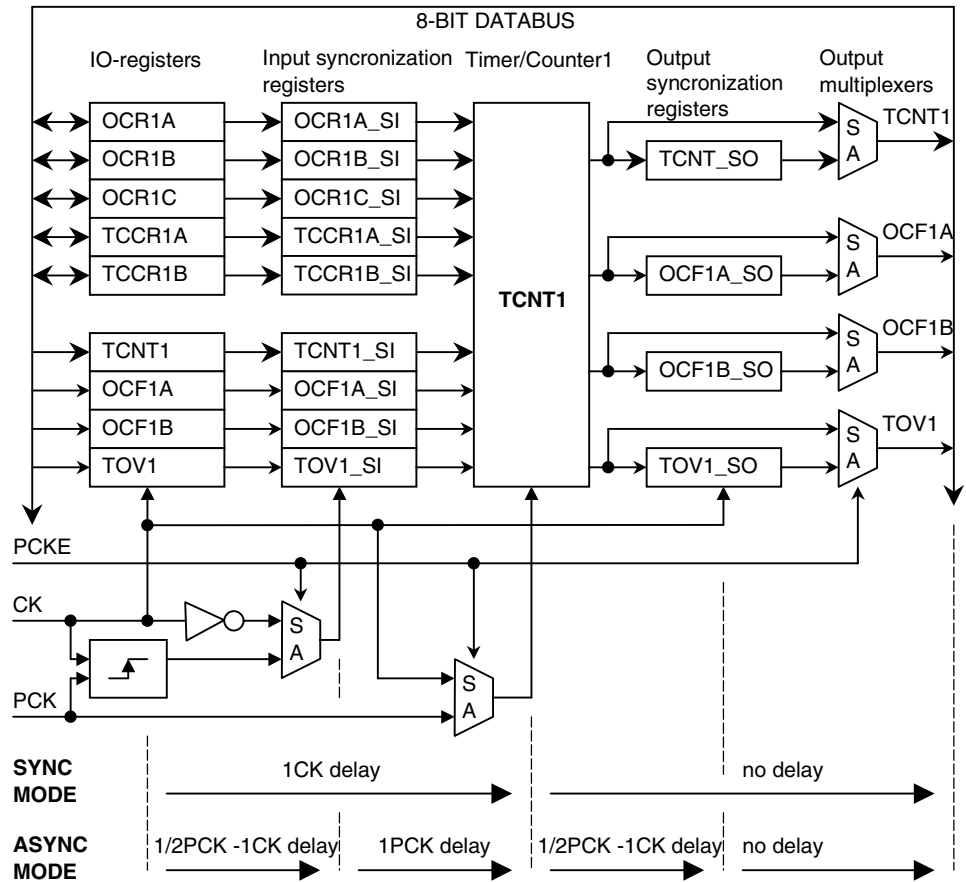 8-BIT DATABUS
IO-registers
Input syncronization
registers
Timer/Counter1
Output
syncronization
registers
Output
multiplexers
OCR1A
OCR1B
OCR1C
TCCR1A
TCCR1B
TCNT1
OCF1A
OCF1B
TOV1
OCR1A_SI
OCR1B_SI
OCR1C_SI
TCCR1A_SI
TCCR1B_SI
TCNT1_SI
OCF1A_SI
OCF1B_SI
TOV1_SI
TCNT1
TCNT_SO
OCF1A_SO
OCF1B_SO
TOV1_SO
S
A
TCNT1
S
A
OCF1A
S
A
OCF1B
S
A
TOV1
PCKE
CK
PCK
S
A
S
A
SYNC
MODE
1CK delay
no delay
ASYNC
MODE
1/2PCK -1CK delay
1PCK delay
1/2PCK -1CK delay
no delay